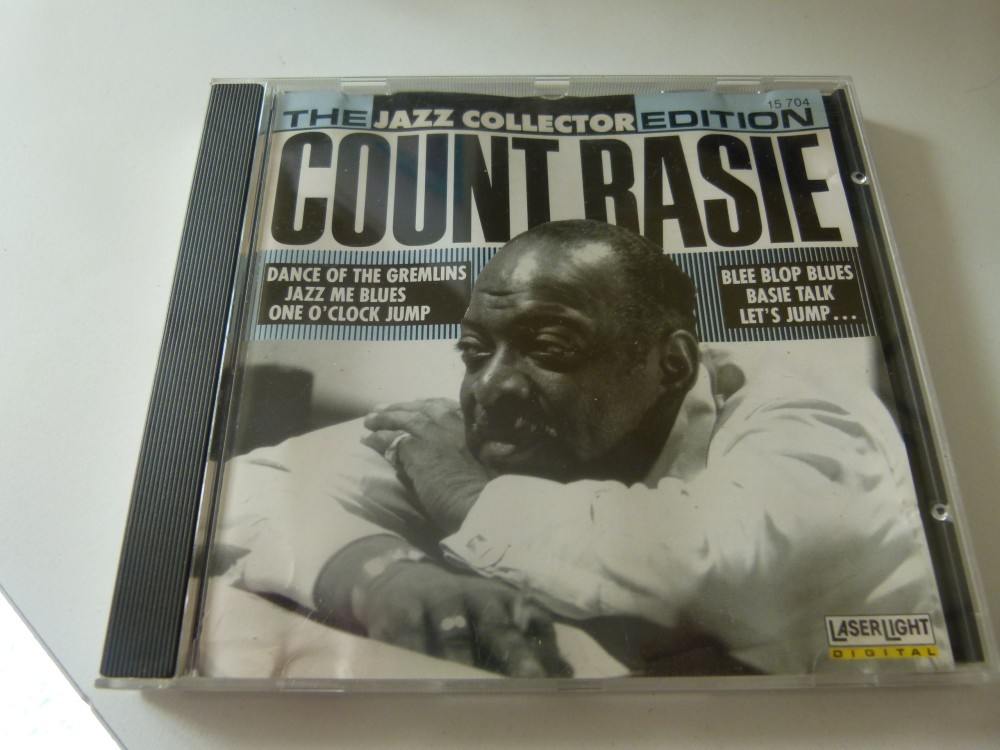 15 704
THE JAZZ COLLECTOR EDITION
COUNT BASIE
DANCE OF THE GREMLINS
JAZZ ME BLUES
ONE O'CLOCK JUMP
BLEE BLOP BLUES
BASIE TALK
LET'S JUMP...
LASERLIGHT
DIGITAL